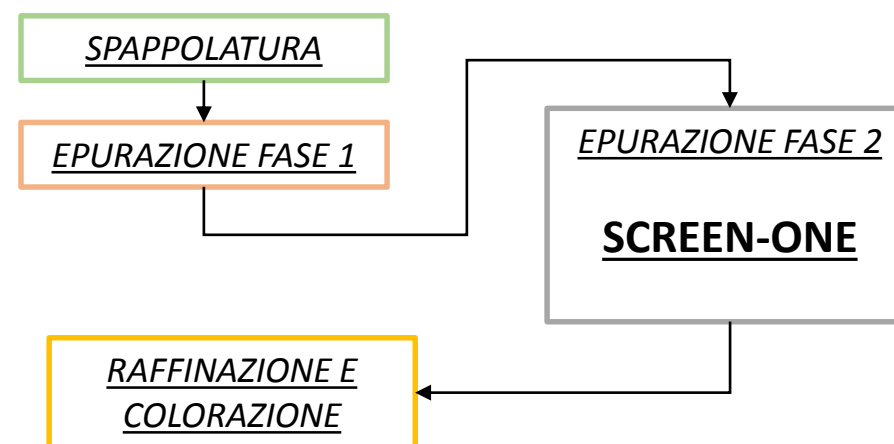 SPAPPOLATURA
EPURAZIONE FASE 1
EPURAZIONE FASE 2
SCREEN-ONE
RAFFINAZIONE E
COLORAZIONE